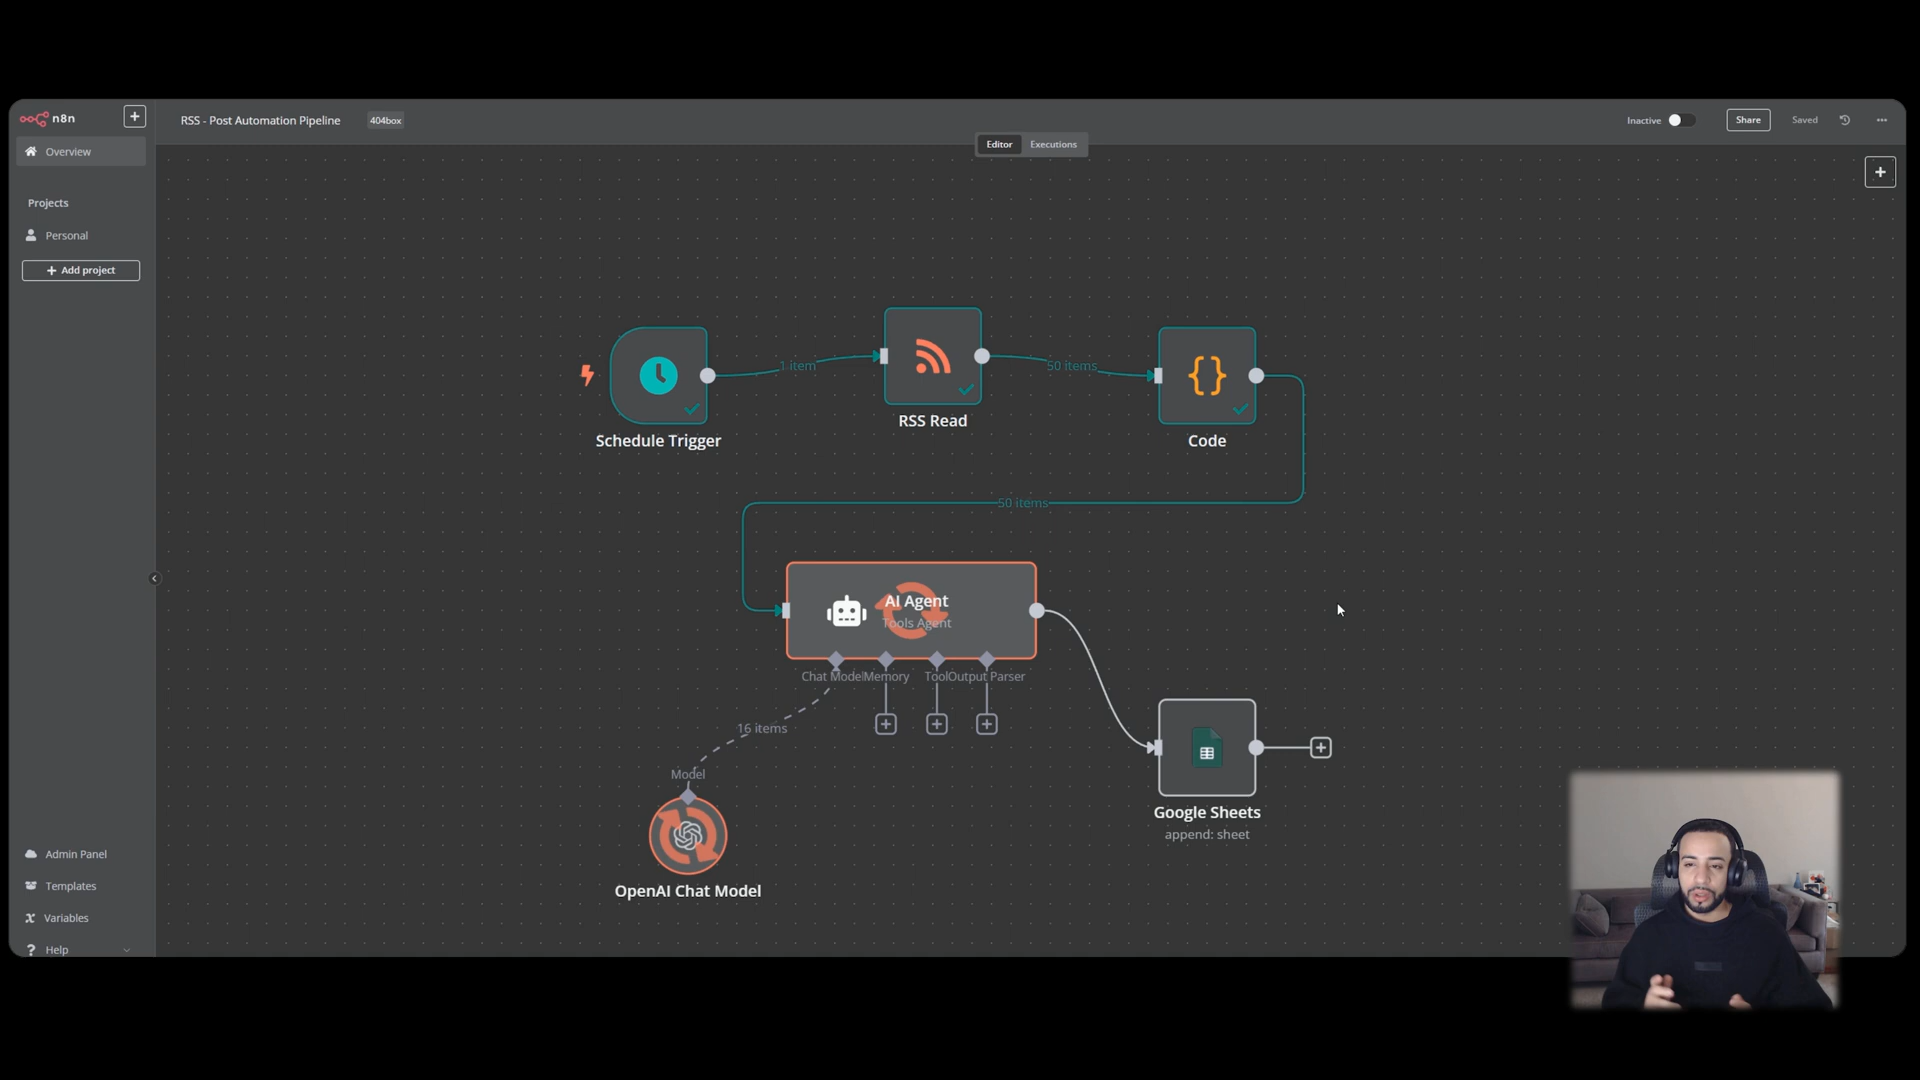 n8n
RSS - Post Automation Pipeline
404box
Inactive
Share
Saved
Editor
Executions
Overview
Projects
Personal
Add project
1 item
50 items
RSS Read
Schedule Trigger
Code
50 items
AI Agent
Tools Agent
Chat Model
Memory
Tool
Output Parser
16 items
Model
Google Sheets
append: sheet
OpenAI Chat Model
Admin Panel
Templates
Variables
Help